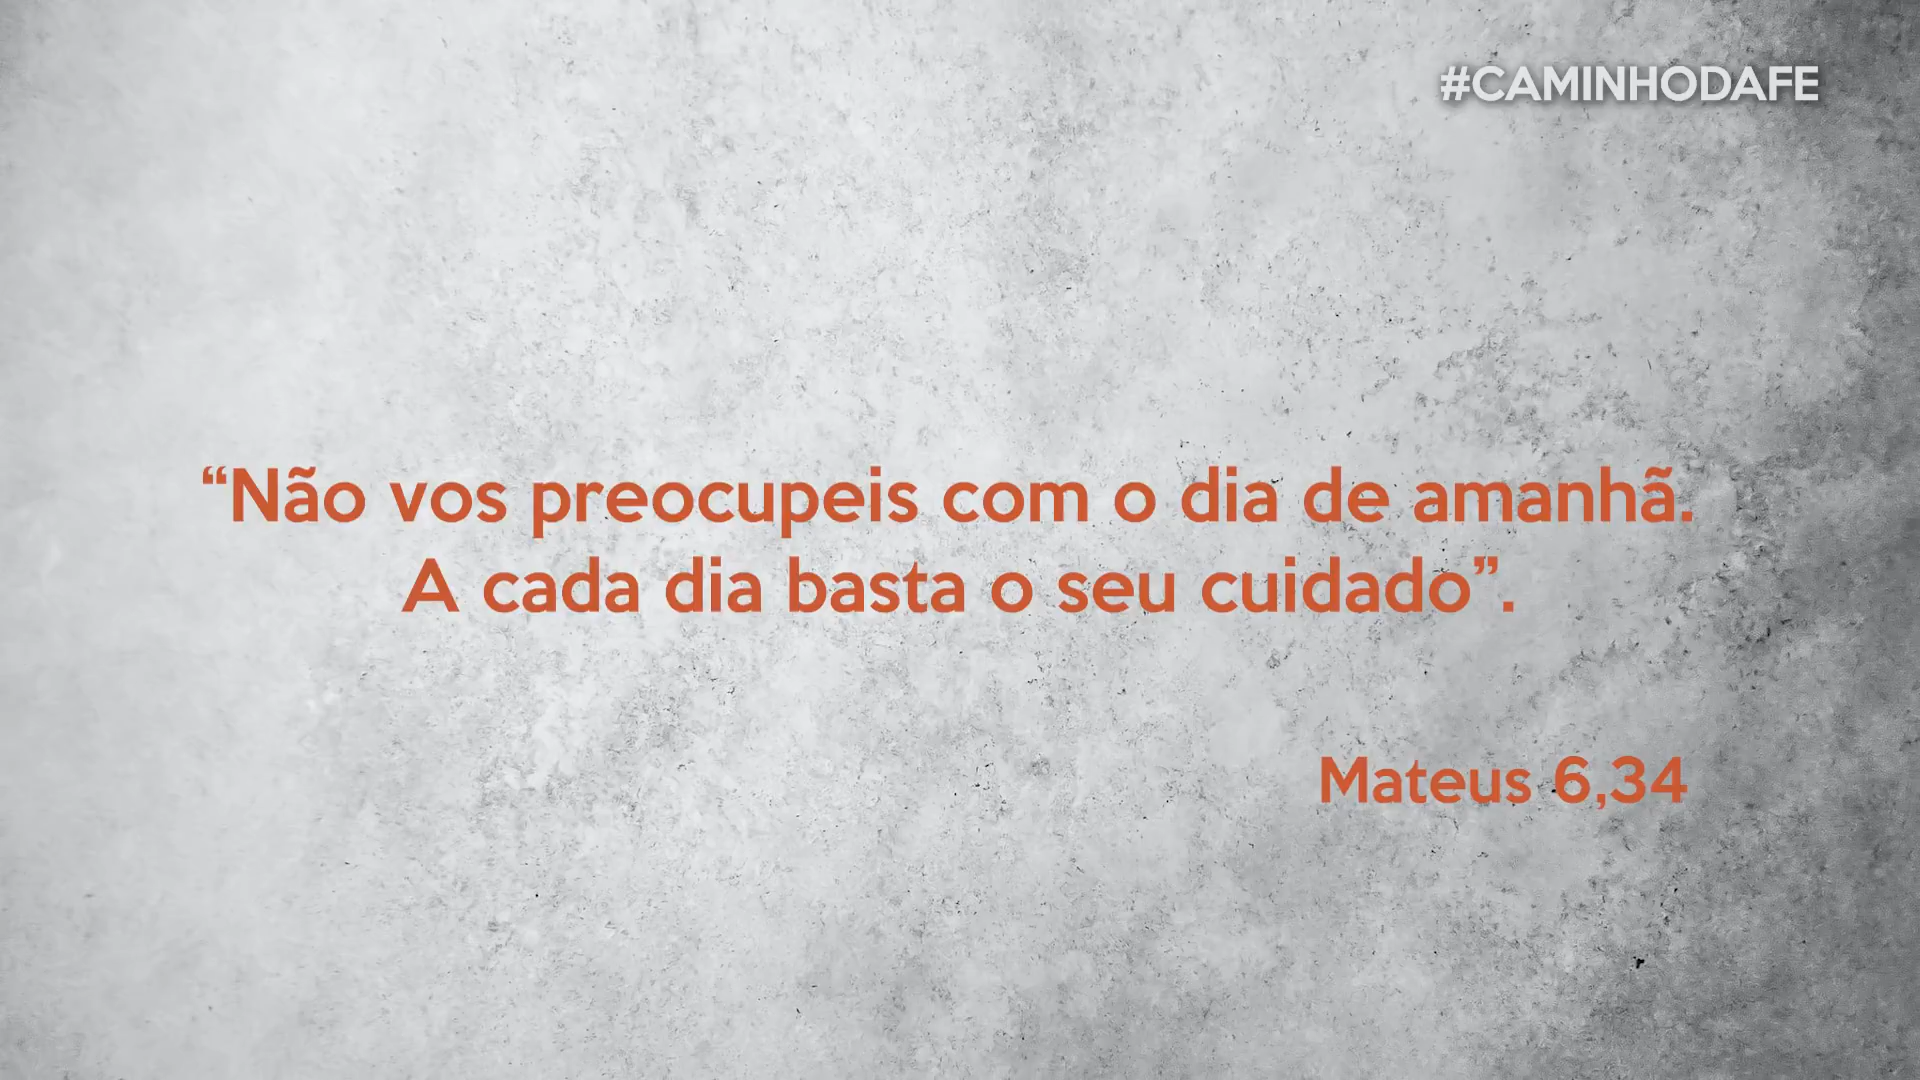 #CAMINHODAFE
“Não vos preocupeis com o dia de amanhã.
A cada dia basta o seu cuidado”.
Mateus 6,34